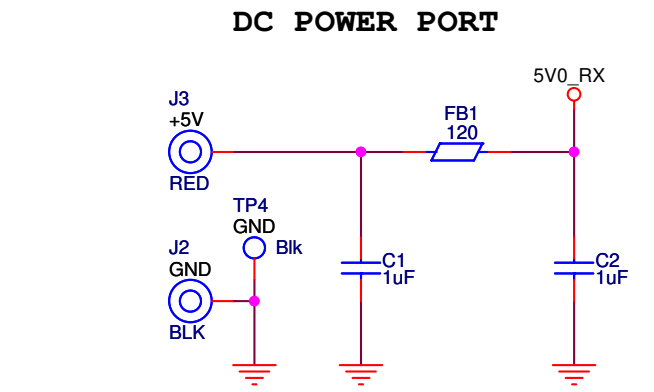 DC POWER PORT
5V0_RX
J3
+5V
RED
FB1
120
TP4
GND
Blk
J2
GND
BLK
C1
1uF
C2
1uF